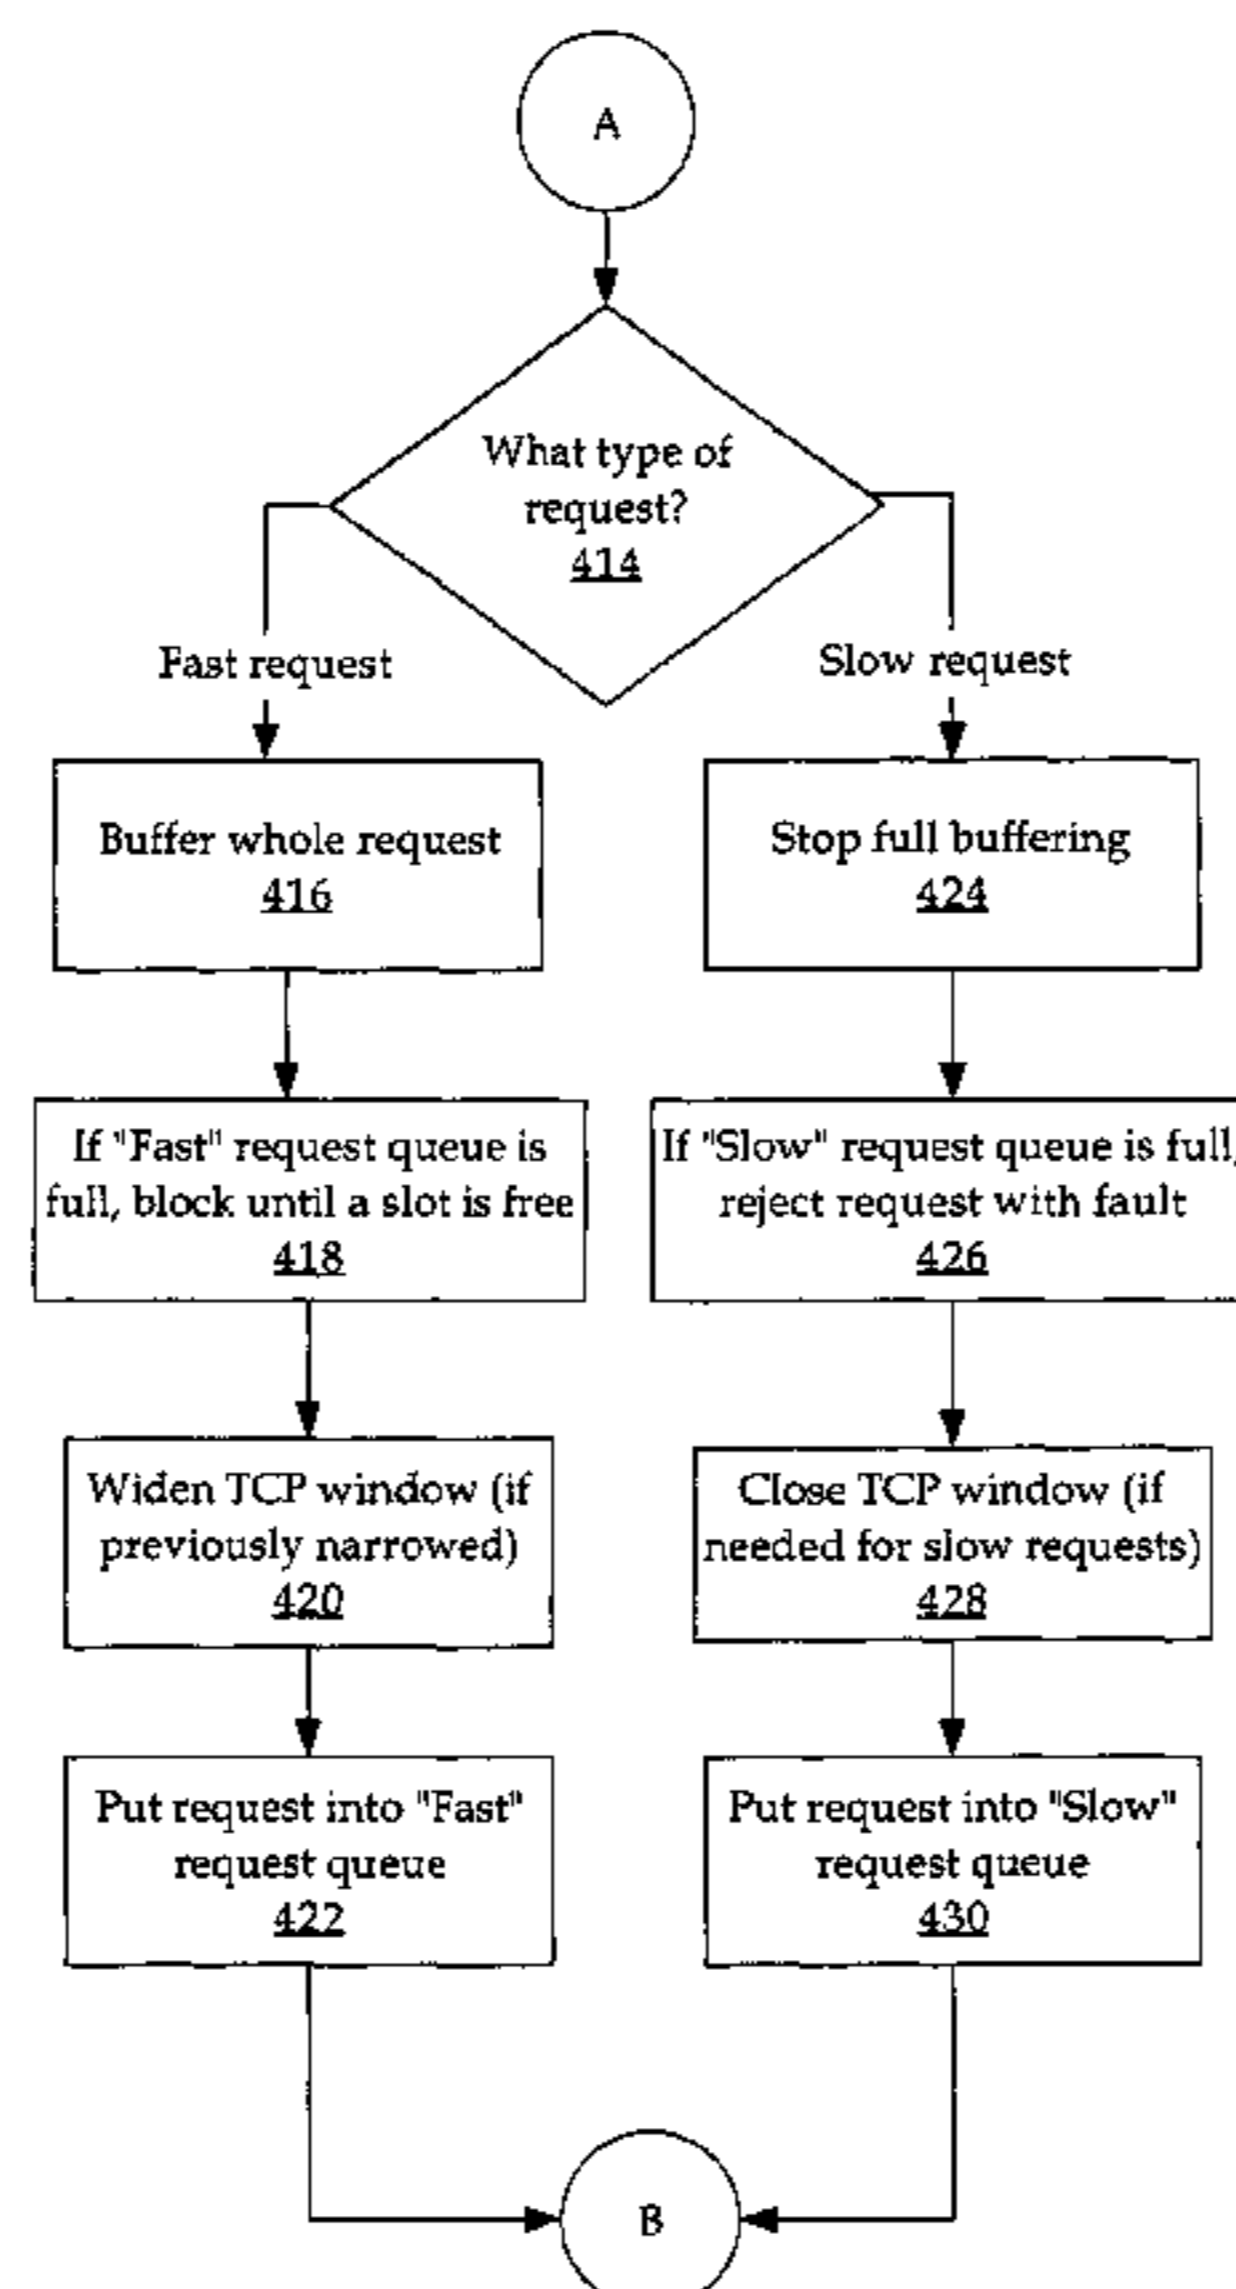 A
What type of
request?
414
Fast request
Slow request
Buffer whole request
416
Stop full buffering
424
If "Fast" request queue is
full, block until a slot is free
418
If "Slow" request queue is full,
reject request with fault
426
Widen TCP window (if
previously narrowed)
420
Close TCP window (if
needed for slow requests)
428
Put request into "Fast"
request queue
422
Put request into "Slow"
request queue
430
B